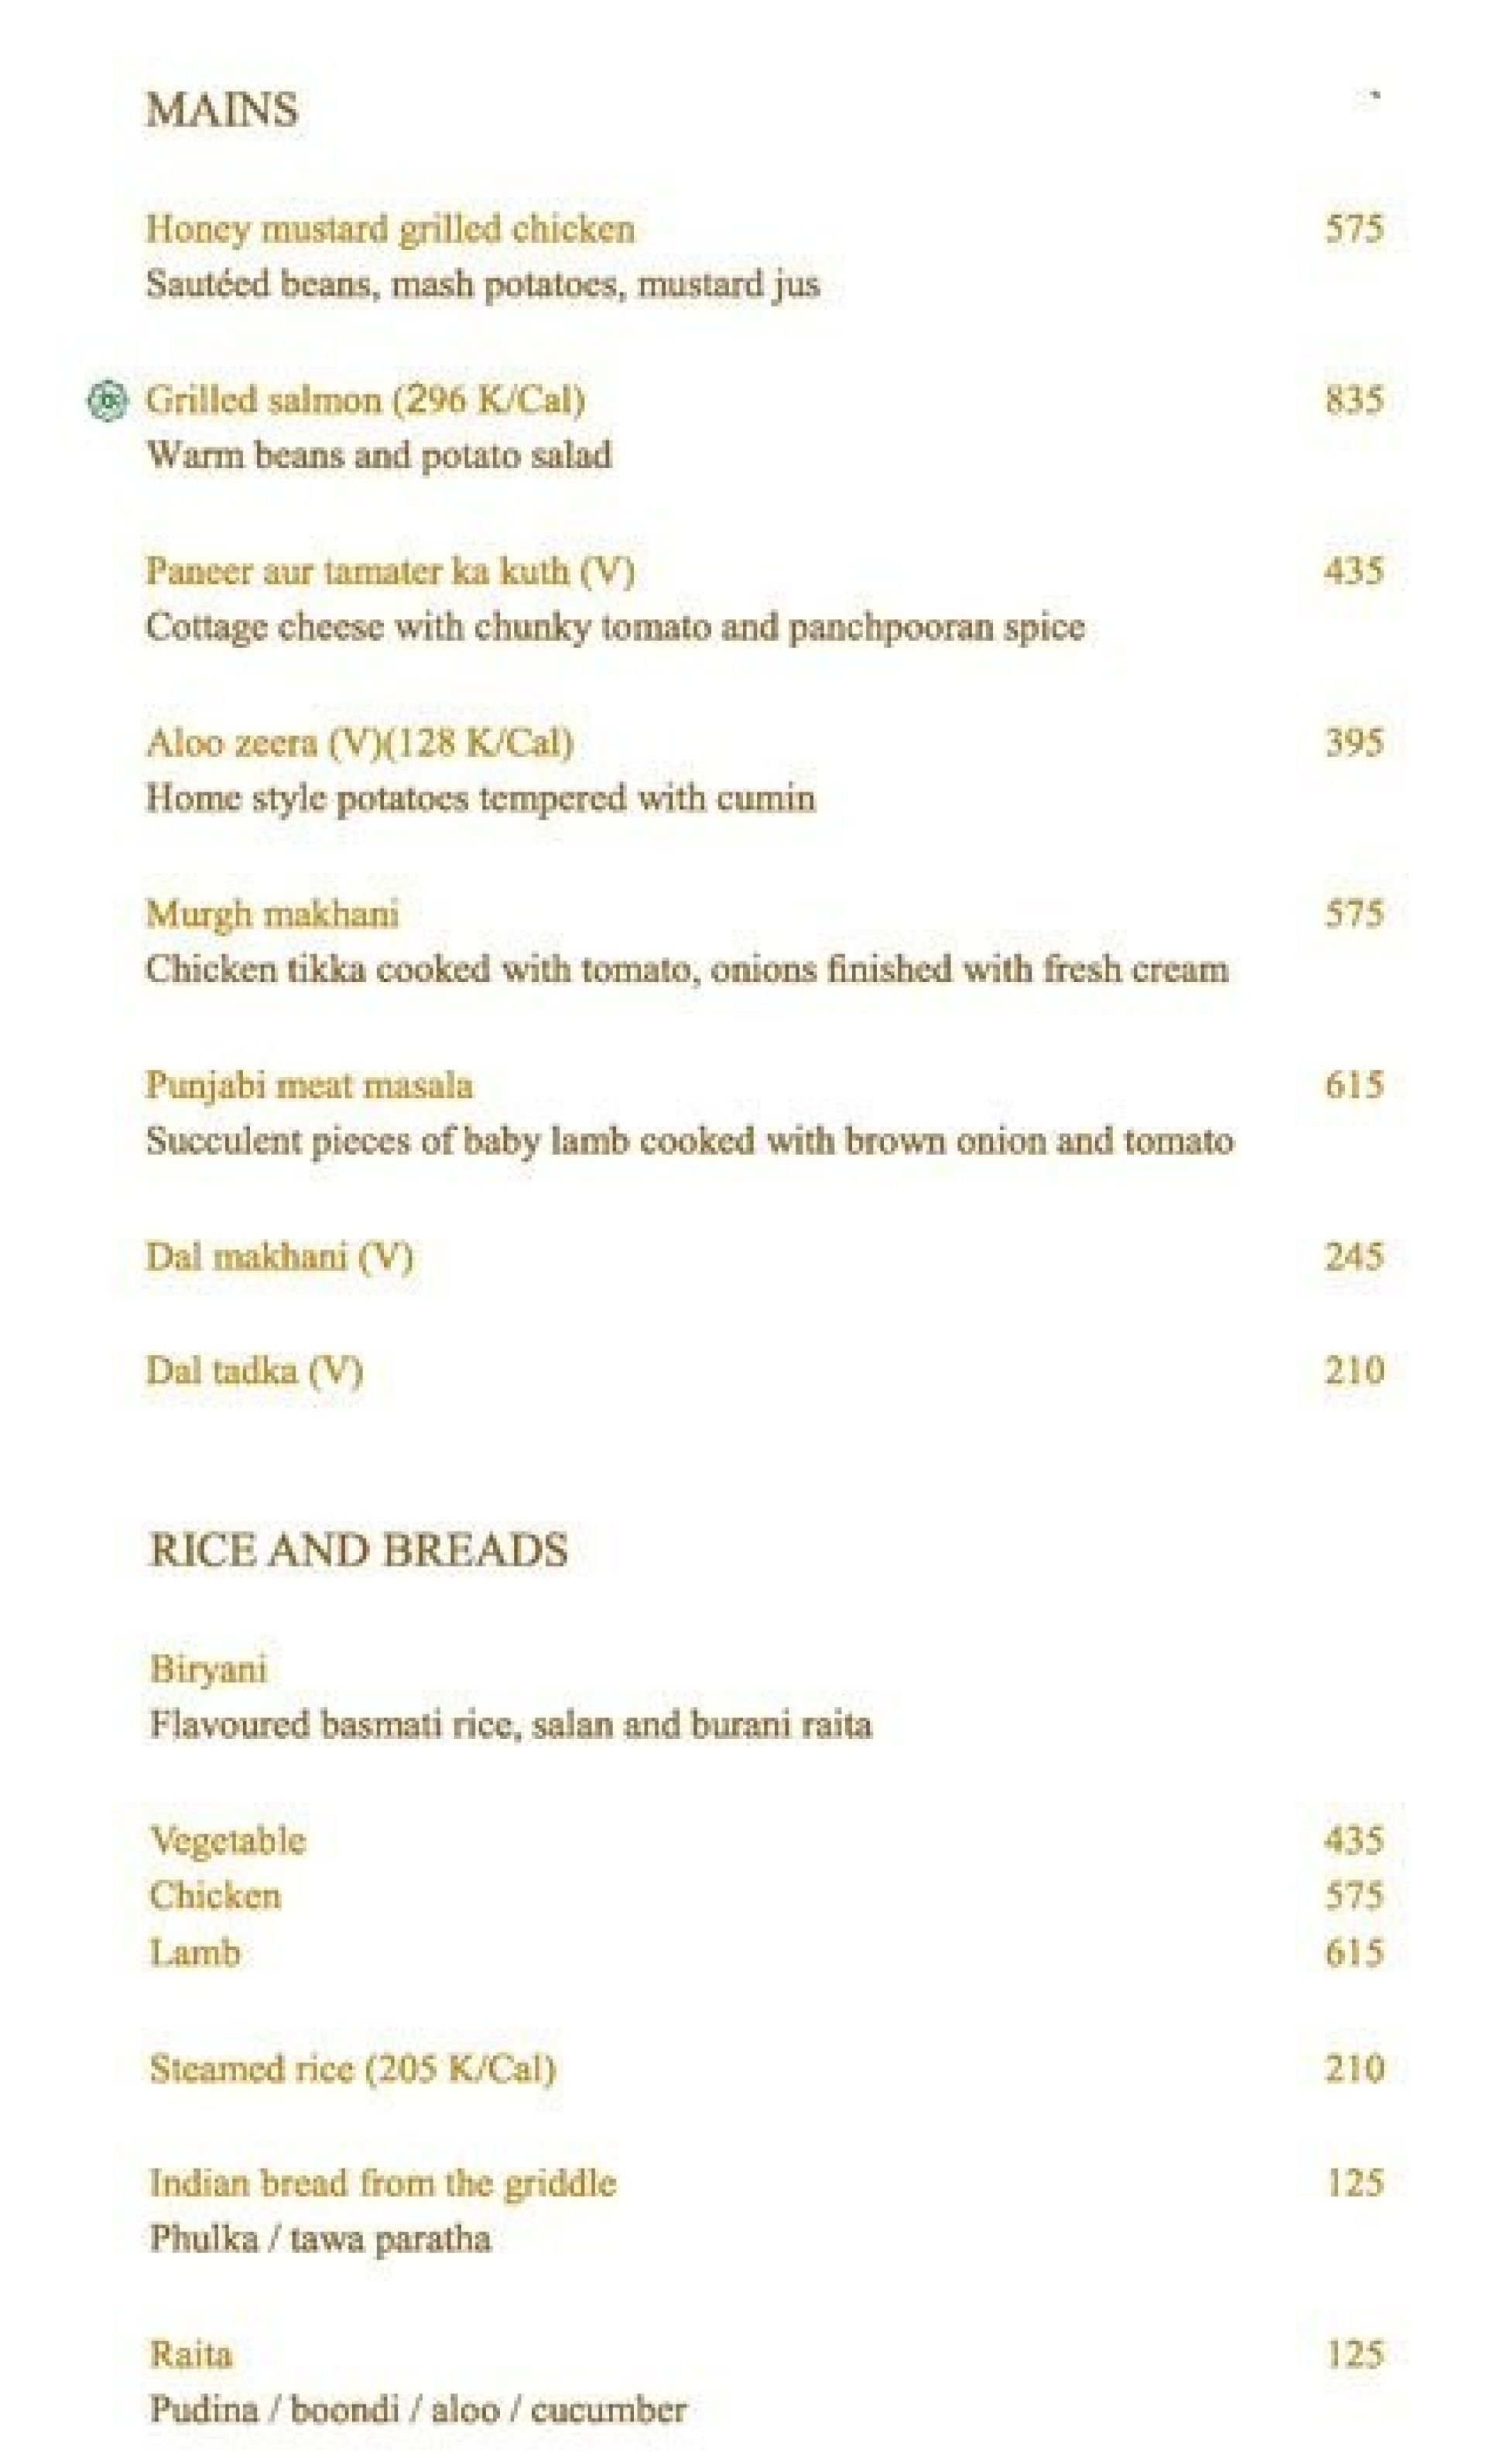 MAINS
Honey mustard grilled chicken 575
Sautéed beans, mash potatoes, mustard jus
Grilled salmon (296 K/Cal) 835
Warm beans and potato salad
Paneer aur tamater ka kuth (V) 435
Cottage cheese with chunky tomato and panchpooran spice
Aloo zeera (V)(128 K/Cal) 395
Home style potatoes tempered with cumin
Murgh makhani 575
Chicken tikka cooked with tomato, onions finished with fresh cream
Punjabi meat masala 615
Succulent pieces of baby lamb cooked with brown onion and tomato
Dal makhani (V) 245
Dal tadka (V) 210
RICE AND BREADS
Biryani
Flavoured basmati rice, salan and burani raita
Vegetable 435
Chicken 575
Lamb 615
Steamed rice (205 K/Cal) 210
Indian bread from the griddle 125
Phulka / tawa paratha
Raita 125
Pudina / boondi / aloo / cucumber